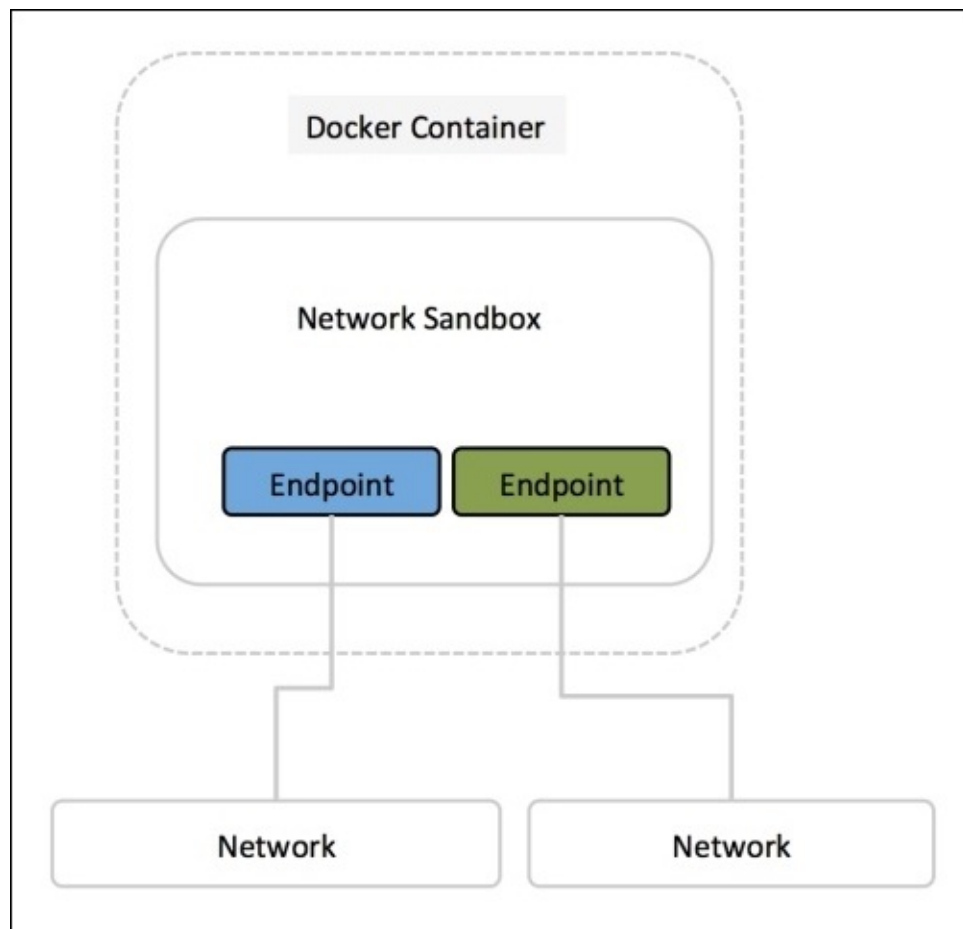 Docker Container
Network Sandbox
Endpoint
Endpoint
Network
Network